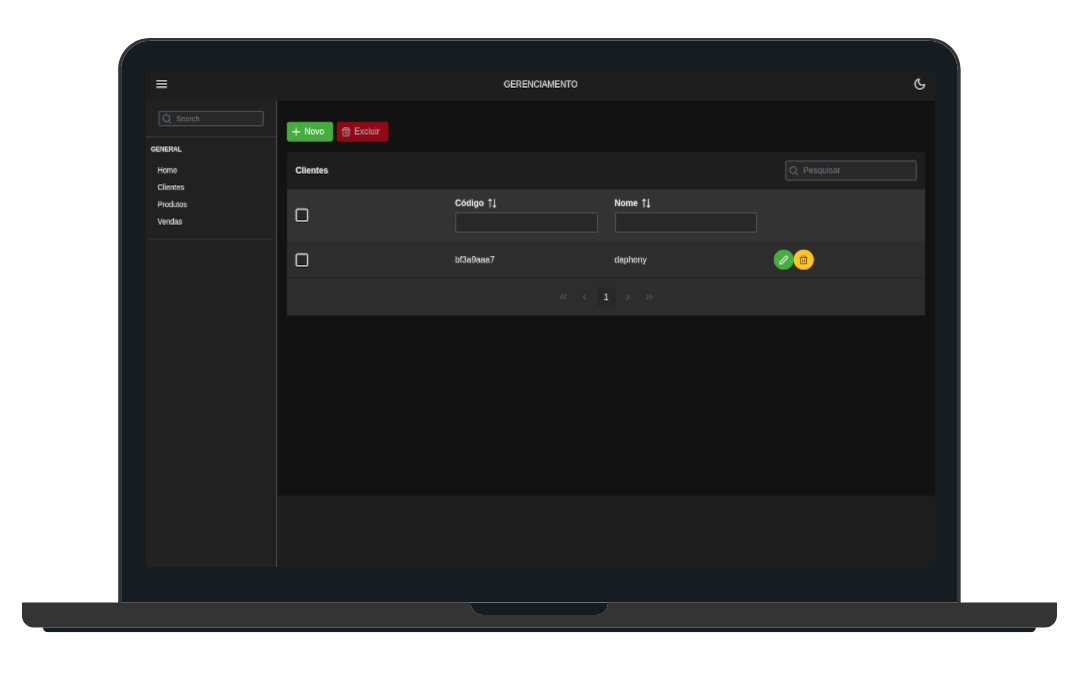 GERENCIAMENTO
Search
GENERAL
Home
Clientes
Produtos
Vendas
Novo
Excluir
Clientes
Pesquisar
Código
Nome
bf3a9aaa7
dapheny
1